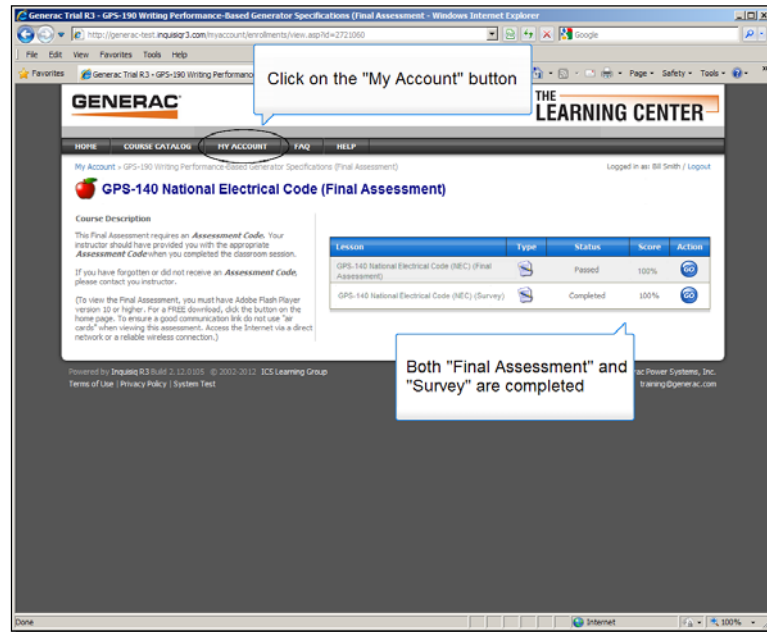 Generac Trial R3 - GPS-190 Writing Performance-Based Generator Specifications (Final Assessment - Windows Internet Explorer
http://generac-test.inquisiqr3.com/myaccount/enrollments/view.asp?id=2721060
Google
File Edit View Favorites Tools Help
Favorites
Generac Trial R3 - GPS-190 Writing Performanc
Page Safety Tools
Click on the "My Account" button
GENERAC
THE
LEARNING CENTER
HOME COURSE CATALOG MY ACCOUNT FAQ HELP
My Account > GPS-190 Writing Performance-Based Generator Specifications (Final Assessment)
Logged in as: Bill Smith / Logout
GPS-140 National Electrical Code (Final Assessment)
Course Description
This Final Assessment requires an Assessment Code. Your
instructor should have provided you with the appropriate
Assessment Code when you completed the classroom session.
If you have forgotten or did not receive an Assessment Code,
please contact you instructor.
(To view the Final Assessment, you must have Adobe Flash Player
version 10 or higher. For a FREE download, click the button on the
home page. To ensure a good communication link do not use "air
cards" when viewing this assessment. Access the Internet via a direct
network or a reliable wireless connection.)
Lesson Type Status Score Action
GPS-140 National Electrical Code (NEC) (Final
Assessment)
Passed 100% GO
GPS-140 National Electrical Code (NEC) (Survey) Completed 100% GO
Both "Final Assessment" and
"Survey" are completed
Powered by Inquisiq R3 Build 2.12.0105 © 2002-2012 ICS Learning Group
Terms of Use | Privacy Policy | System Test
Power Systems, Inc.
training@generac.com
Done
Internet
100%